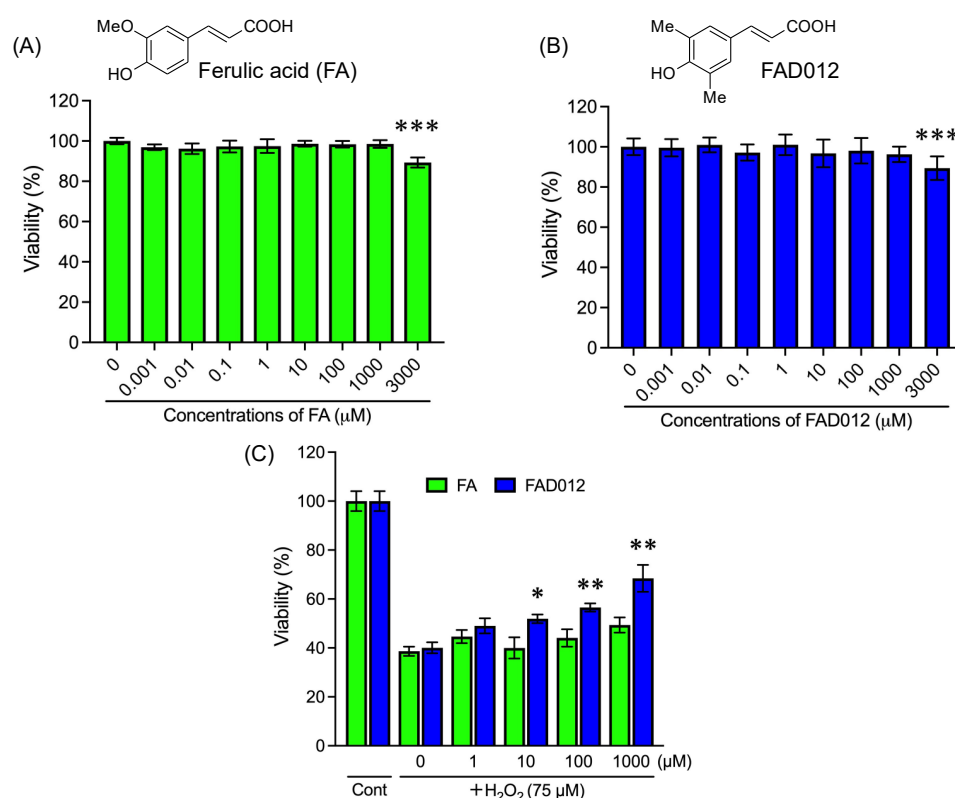 (A)
MeO
COOH
HO
Ferulic acid (FA)
120
100
80
60
40
20
0
***
Viability (%)
0
0.001
0.01
0.1
1
10
100
1000
3000
Concentrations of FA (μM)
(B)
Me
COOH
HO
Me
FAD012
120
100
80
60
40
20
0
***
Viability (%)
0
0.001
0.01
0.1
1
10
100
1000
3000
Concentrations of FAD012 (μM)
(C)
120
100
80
60
40
20
0
FA
FAD012
Viability (%)
*
**
**
0 1 10 100 1000 (μM)
Cont
+H₂O₂ (75 μM)